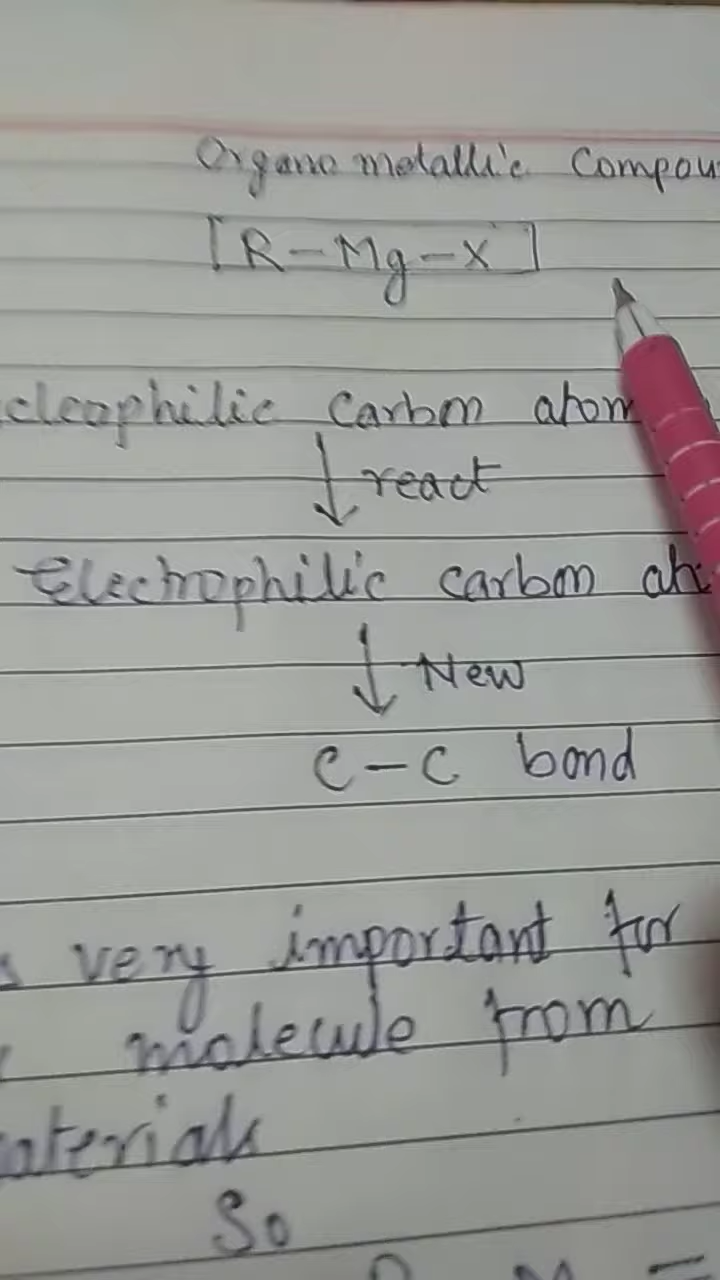 Organo metallic Compou
[R-Mg-X]
cleophilic carbon atom
↓ react
Electrophilic carbon at
↓ New
C-C bond
s very important for
molecule from
aterials
So